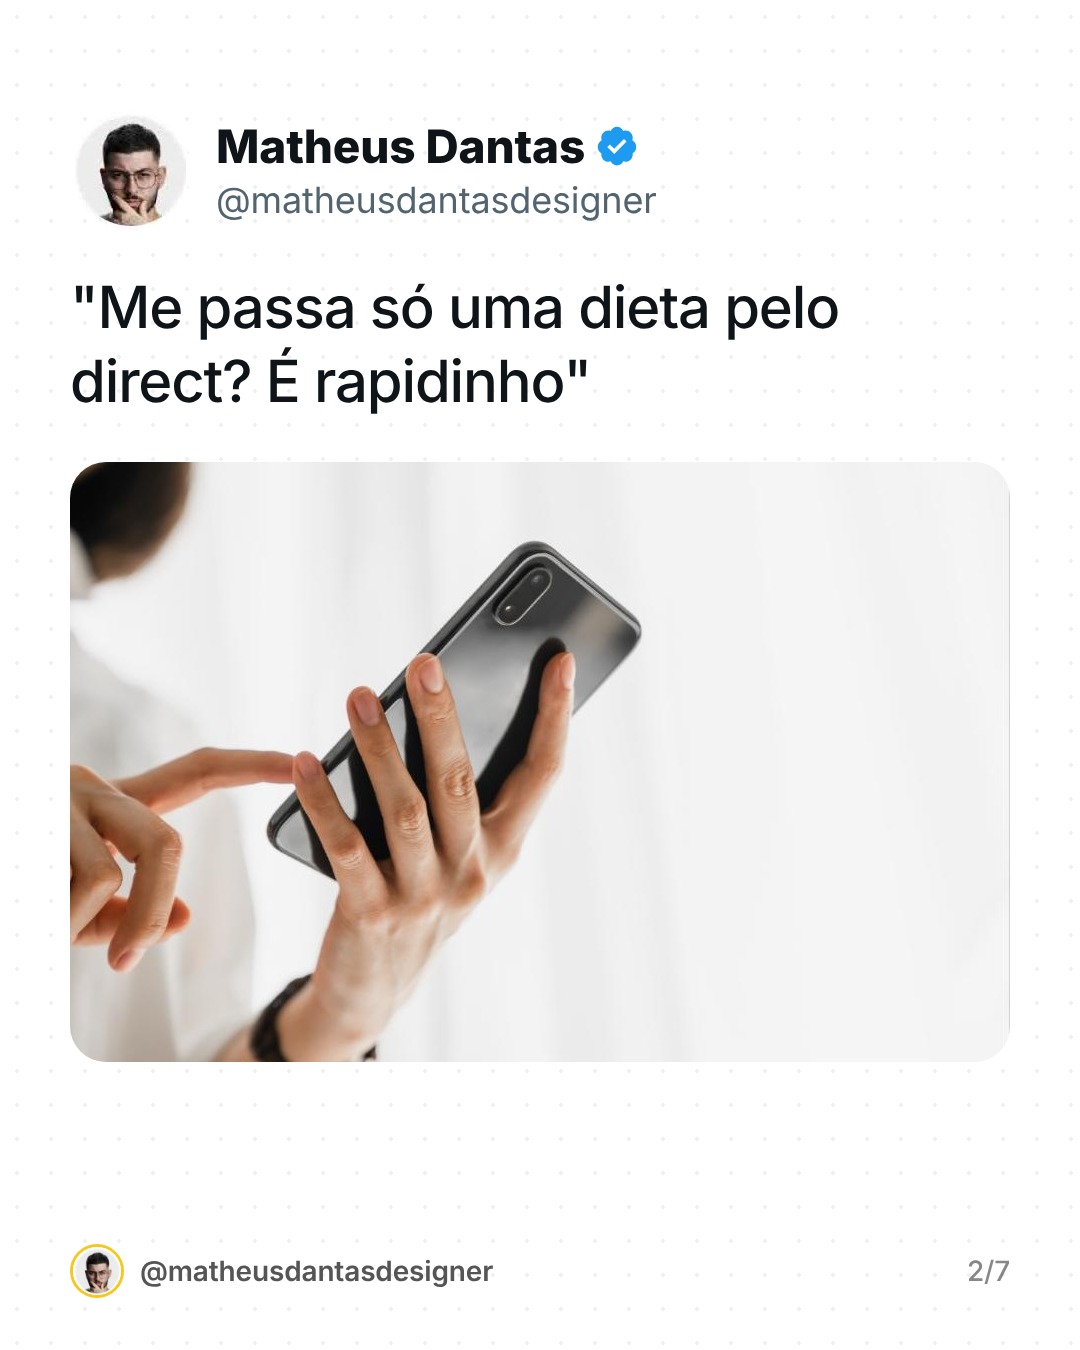 Matheus Dantas
@matheusdantasdesigner
"Me passa só uma dieta pelo
direct? É rapidinho"
@matheusdantasdesigner
2/7